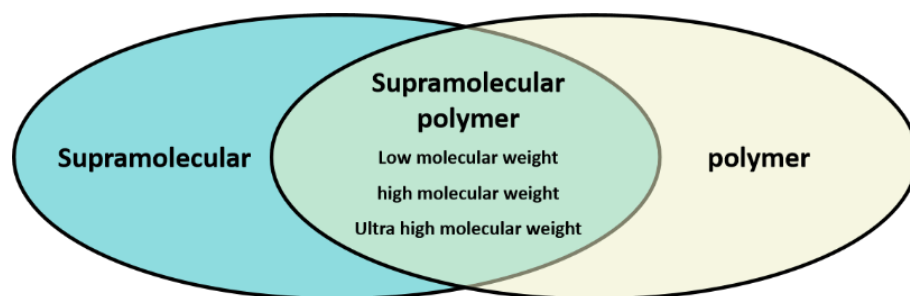 Supramolecular
Supramolecular
polymer
Low molecular weight
high molecular weight
Ultra high molecular weight
polymer